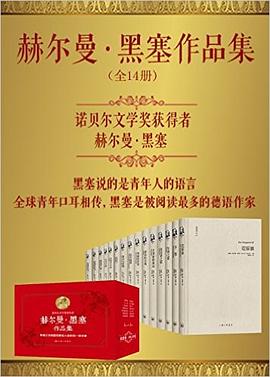 赫尔曼·黑塞作品集
（全14册）
诺贝尔文学奖获得者
赫尔曼·黑塞
黑塞说的是青年人的语言
全球青年口耳相传，黑塞是被阅读最多的德语作家
赫尔曼·黑塞
作品集